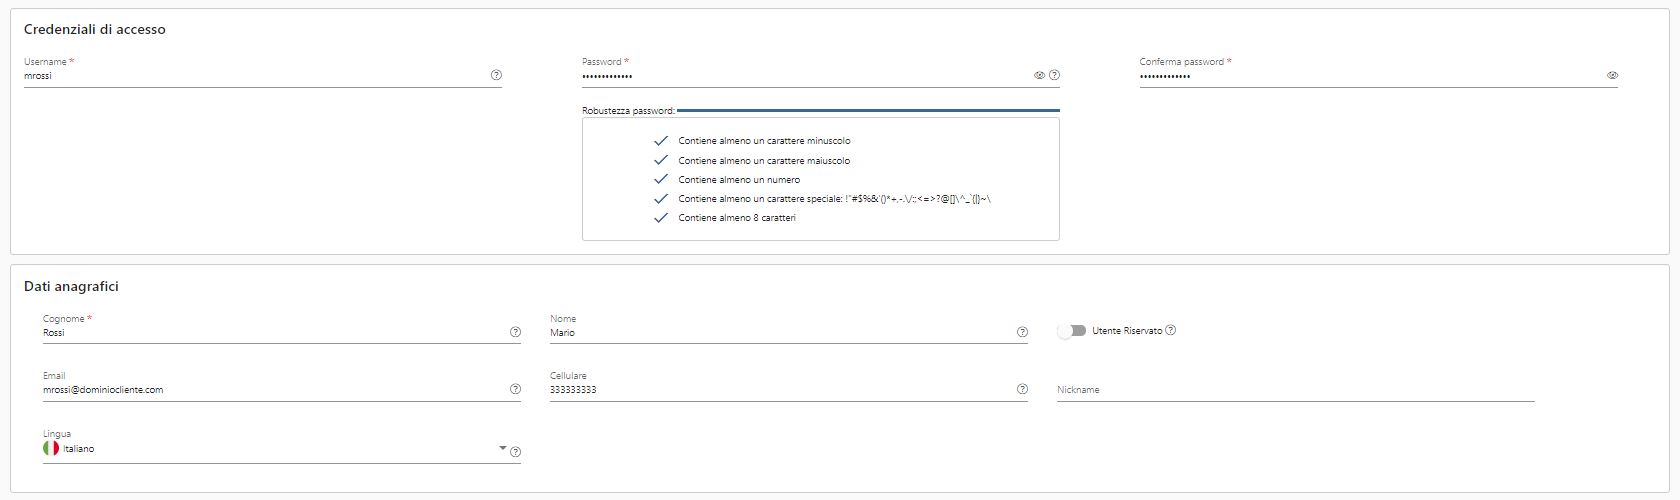 Credenziali di accesso
Username *
mrossi
Password *
•••••••••••••
Conferma password *
•••••••••••••
Robustezza password:
Contiene almeno un carattere minuscolo
Contiene almeno un carattere maiuscolo
Contiene almeno un numero
Contiene almeno un carattere speciale: !"#$%&'()*+,-.\/:;<=>?@[]\^_`{|}~\
Contiene almeno 8 caratteri
Dati anagrafici
Cognome *
Rossi
Nome
Mario
Utente Riservato
Email
mrossi@dominiocliente.com
Cellulare
333333333
Nickname
Lingua
Italiano